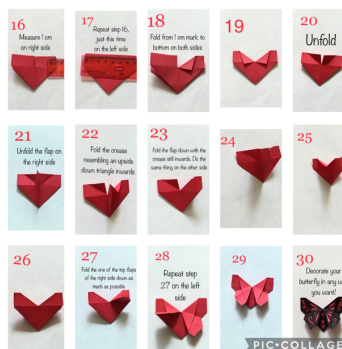 16
Measure 1 cm
on right side
17
Repeat step 16,
just this time
on the left side
18
Fold from 1 cm mark to
bottom on both sides
19
20
Unfold
21
Unfold the flap on
the right side
22
Fold the crease
resembling an upside
down triangle inwards
23
Fold the flap down with the
crease still inwards. Do the
same thing on the other side
24
25
26
27
Fold the one of the top flaps
of the right side down as
much as possible
28
Repeat step
27 on the left
side
29
30
Decorate your
butterfly in any w
you want!
PIC•COLLAGE